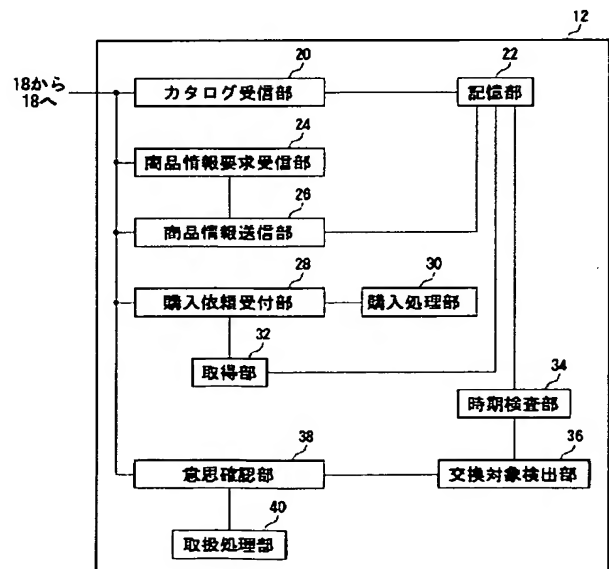 12
18から
18へ
20
カタログ受信部
22
記憶部
24
商品情報要求受信部
26
商品情報送信部
28
購入依頼受付部
30
購入処理部
32
取得部
34
時期検査部
36
交換対象検出部
38
意思確認部
40
取扱処理部